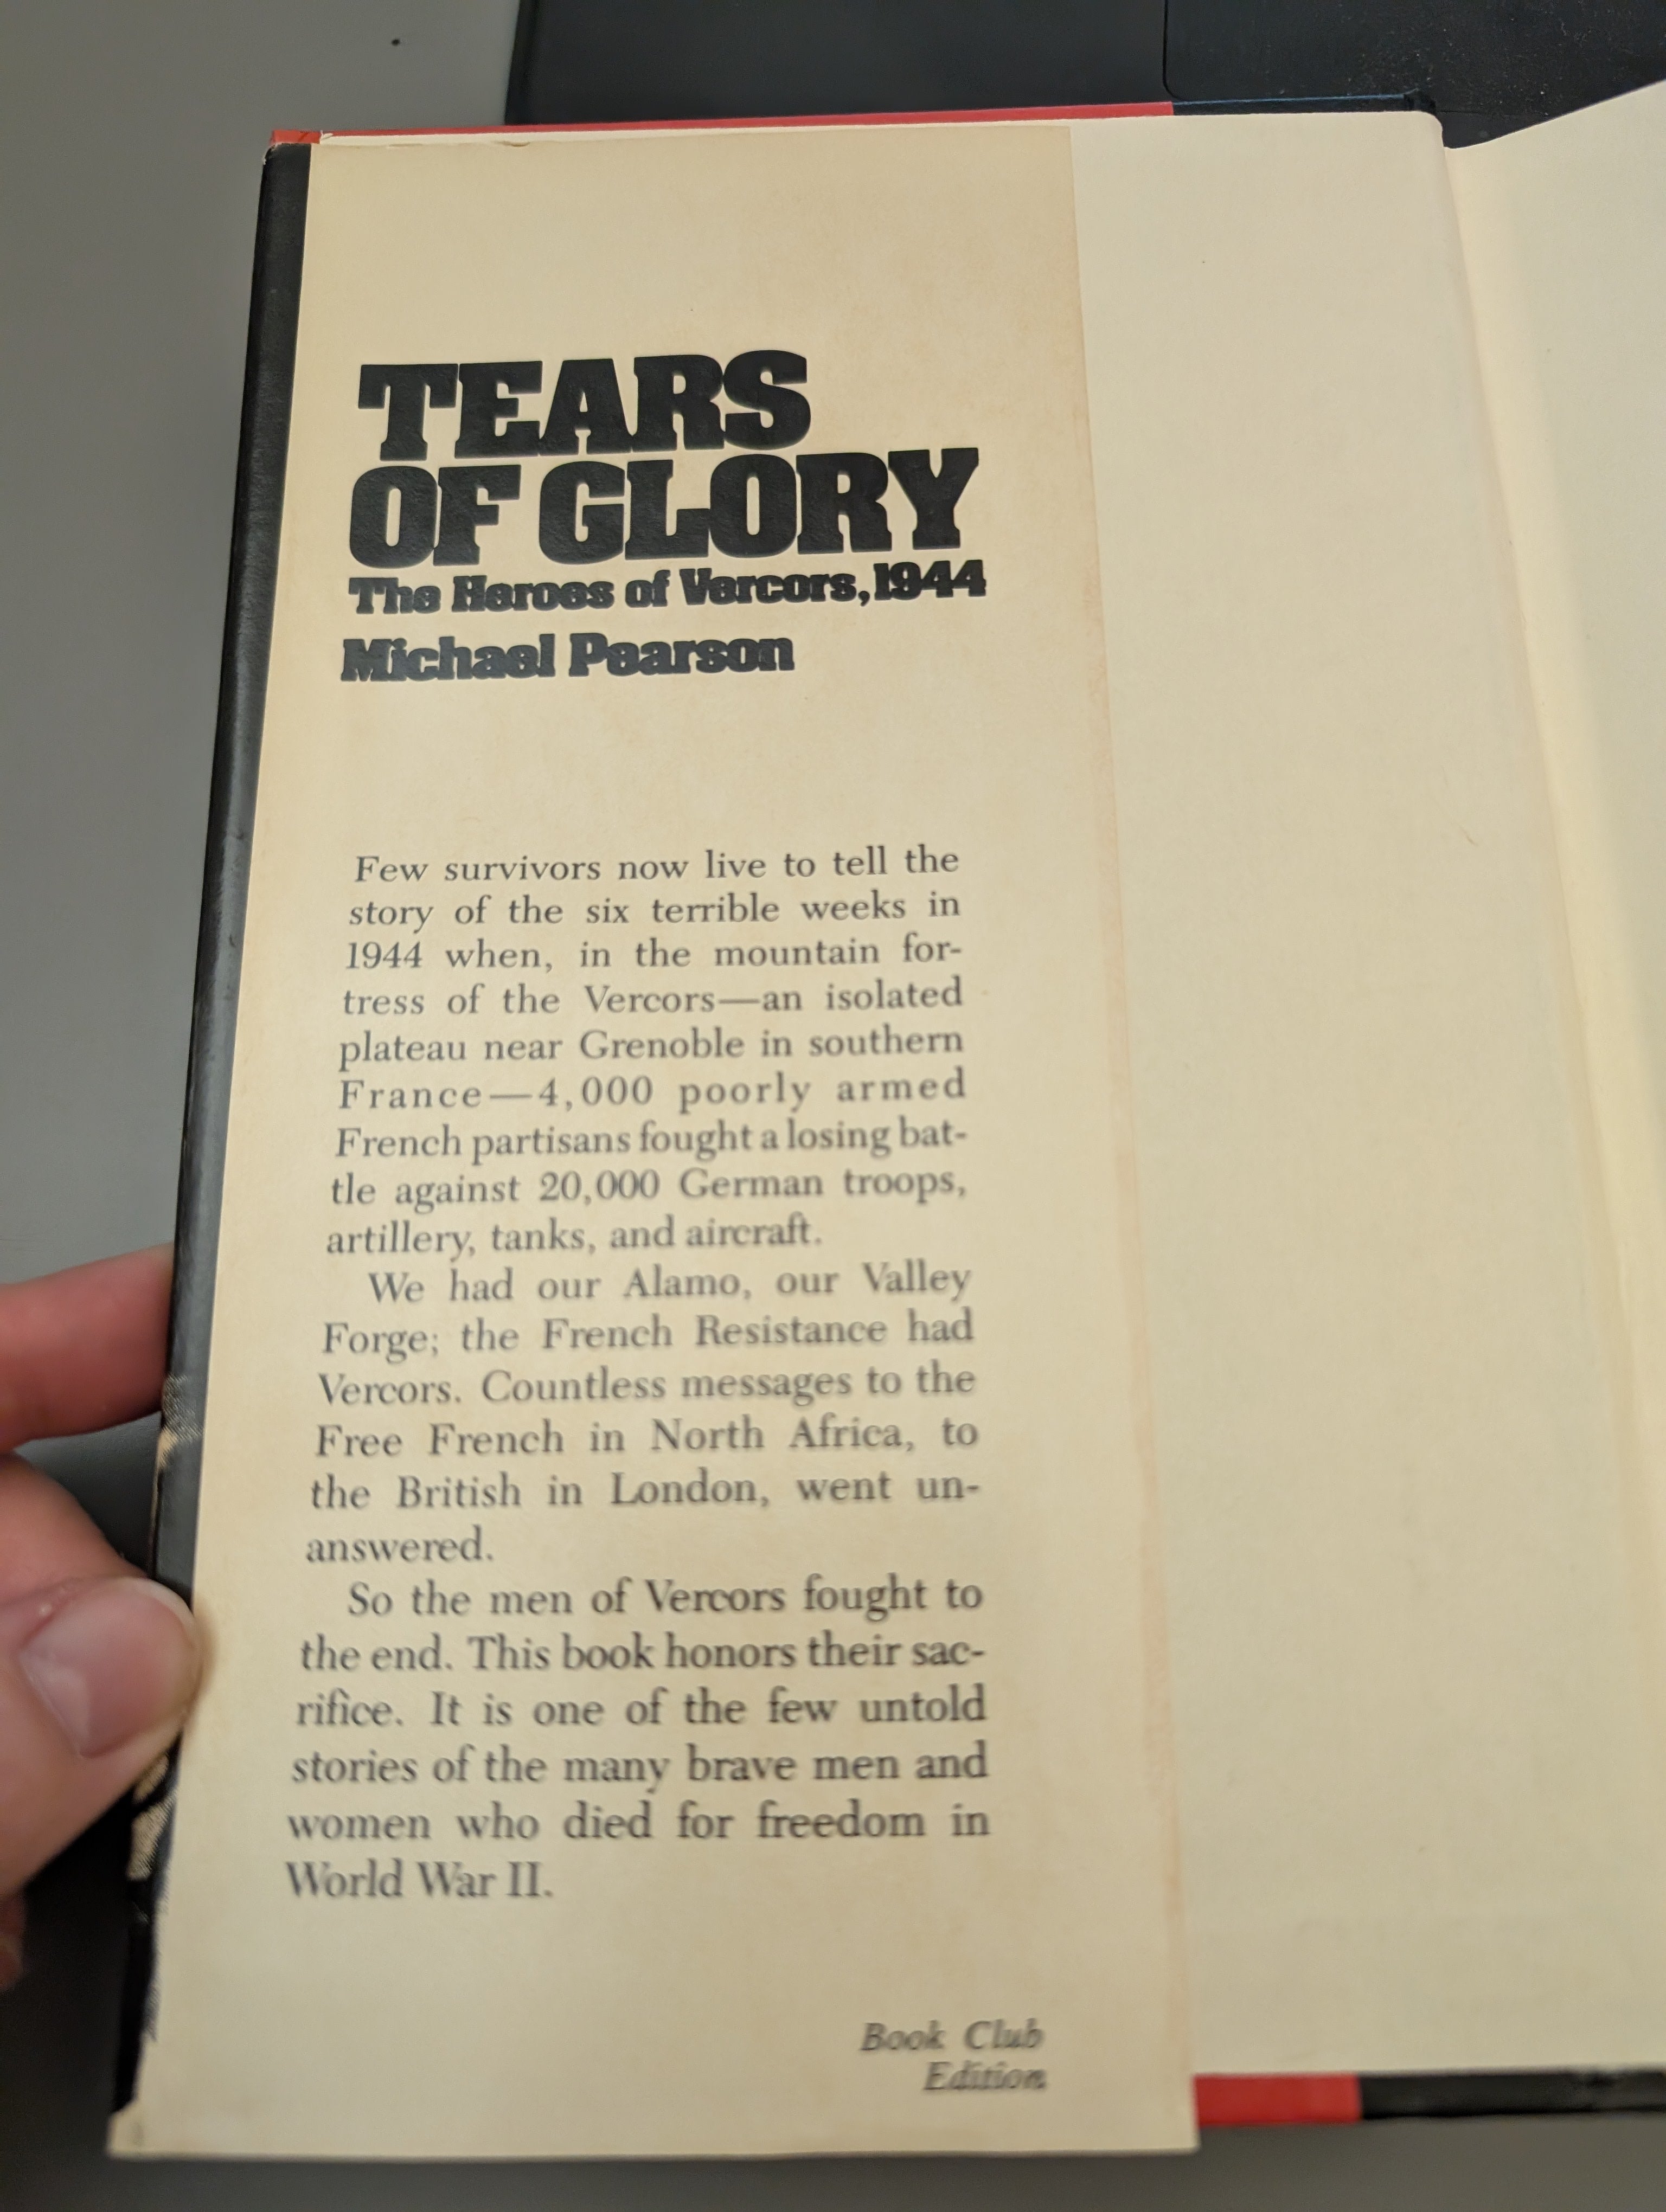 TEARS
OF GLORY
The Heroes of Vercors, 1944
Michael Pearson
Few survivors now live to tell the
story of the six terrible weeks in
1944 when, in the mountain for-
tress of the Vercors—an isolated
plateau near Grenoble in southern
France—4,000 poorly armed
French partisans fought a losing bat-
tle against 20,000 German troops,
artillery, tanks, and aircraft.
We had our Alamo, our Valley
Forge; the French Resistance had
Vercors. Countless messages to the
Free French in North Africa, to
the British in London, went un-
answered.
So the men of Vercors fought to
the end. This book honors their sac-
rifice. It is one of the few untold
stories of the many brave men and
women who died for freedom in
World War II.
Book Club
Edition